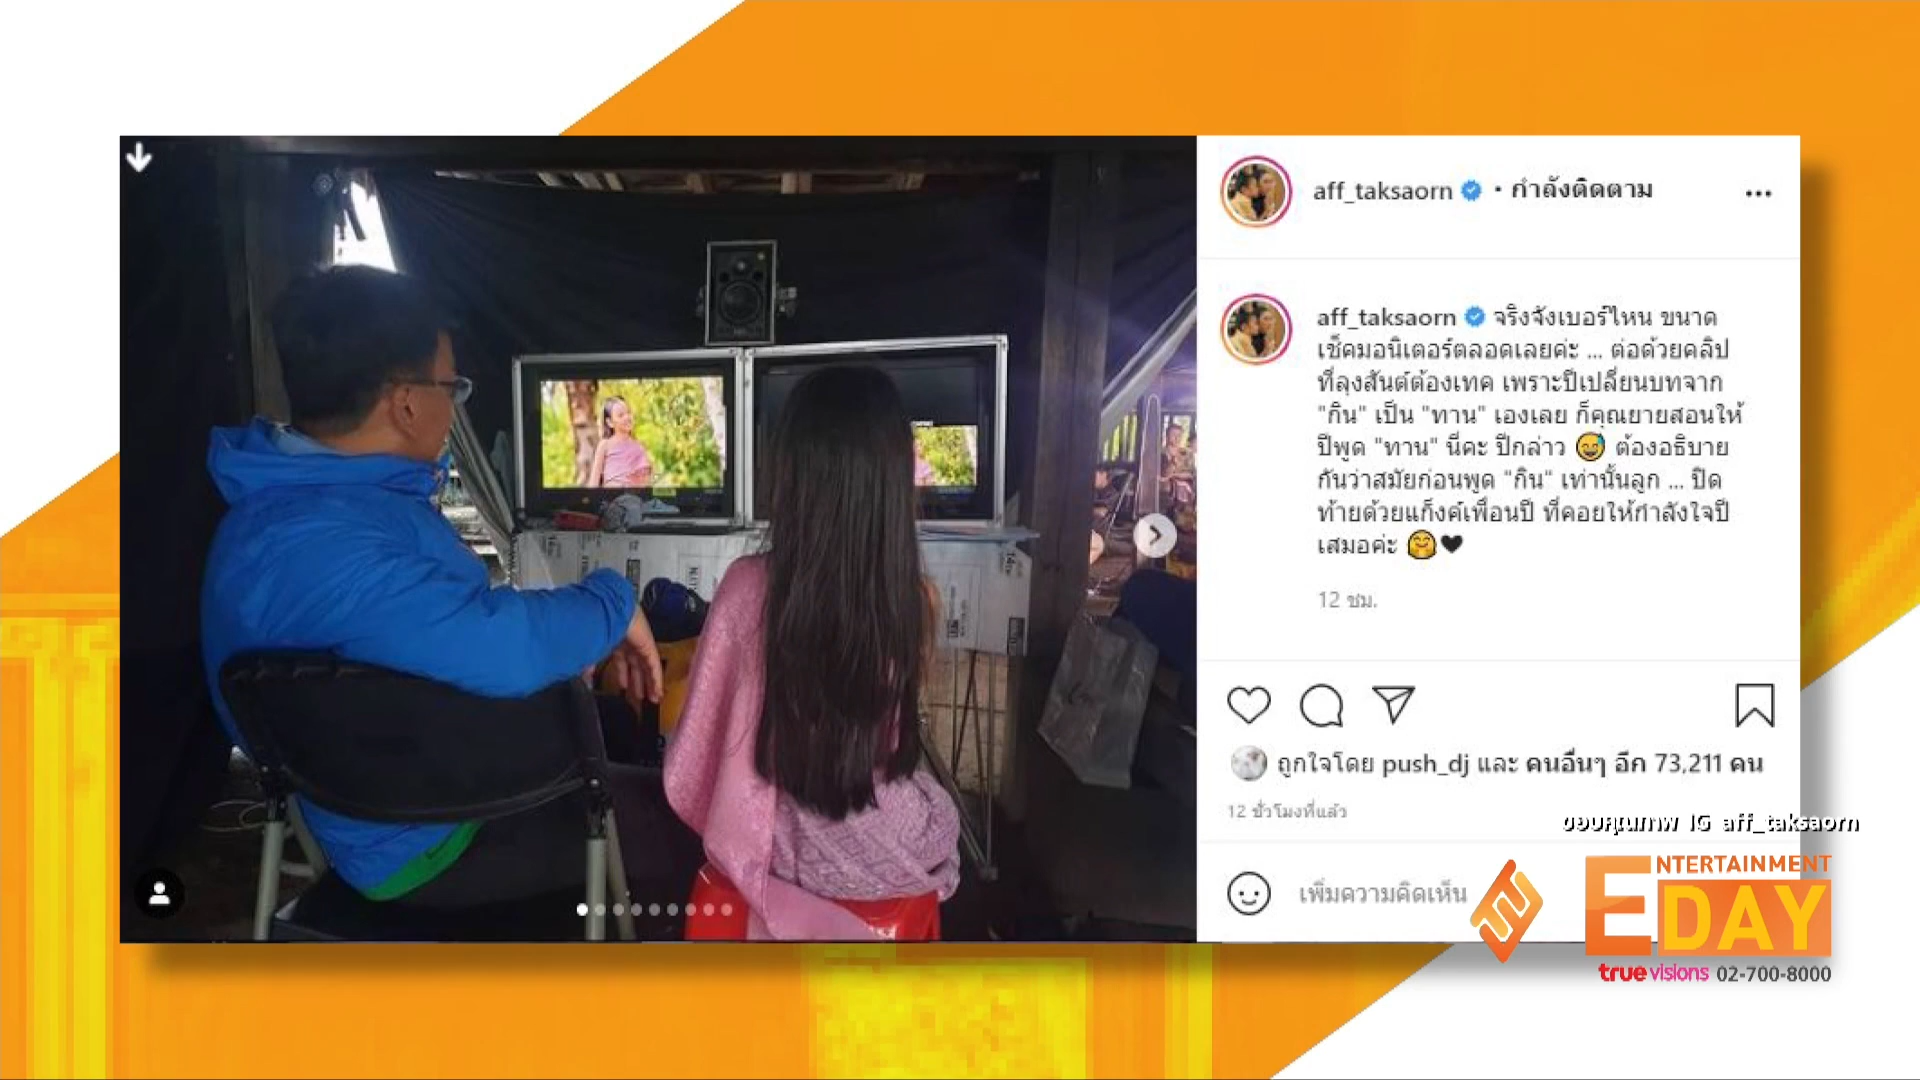 aff_taksaorn • กำลังติดตาม
aff_taksaorn จริงจังเบอร์ไหน ขนาด
เช็คมอนิเตอร์ตลอดเลยค่ะ ... ต่อด้วยคลิป
ที่ลุงสันต์ต้องเทค เพราะปีเปลี่ยนบทจาก
"กิน" เป็น "ทาน" เองเลย ก็คุณยายสอนให้
ปีพูด "ทาน" นี่คะ ปีกล่าว 😅 ต้องอธิบาย
กันว่าสมัยก่อนพูด "กิน" เท่านั้นลูก ... ปิด
ท้ายด้วยแก็งค์เพื่อนปี ที่คอยให้กำลังใจปี
เสมอค่ะ 🤗🖤
12 ชม.
ถูกใจโดย push_dj และ คนอื่นๆ อีก 73,211 คน
12 ชั่วโมงที่แล้ว
ขอบคุณภาพ IG aff_taksaorn
เพิ่มความคิดเห็น
ENTERTAINMENT
DAY
truevisions 02-700-8000